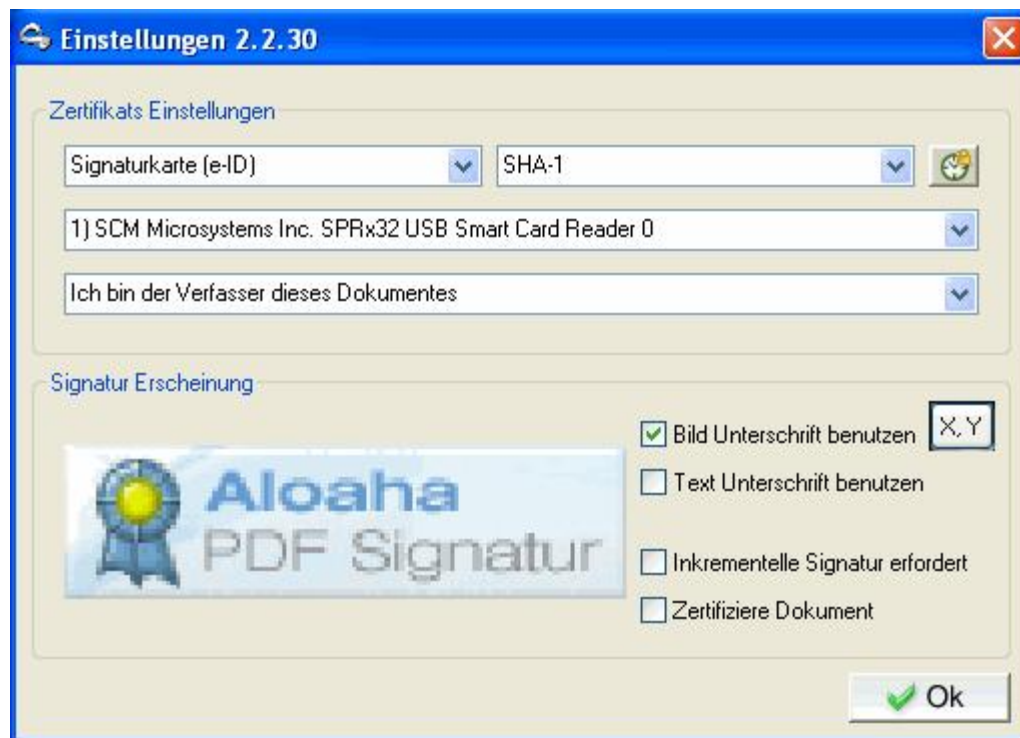 Einstellungen 2.2.30
Zertifikats Einstellungen
Signaturkarte (e-ID) SHA-1
1) SCM Microsystems Inc. SPRx32 USB Smart Card Reader 0
Ich bin der Verfasser dieses Dokumentes
Signatur Erscheinung
Aloaha
PDF Signatur
Bild Unterschrift benutzen X,Y
Text Unterschrift benutzen
Inkrementelle Signatur erfordert
Zertifiziere Dokument
Ok